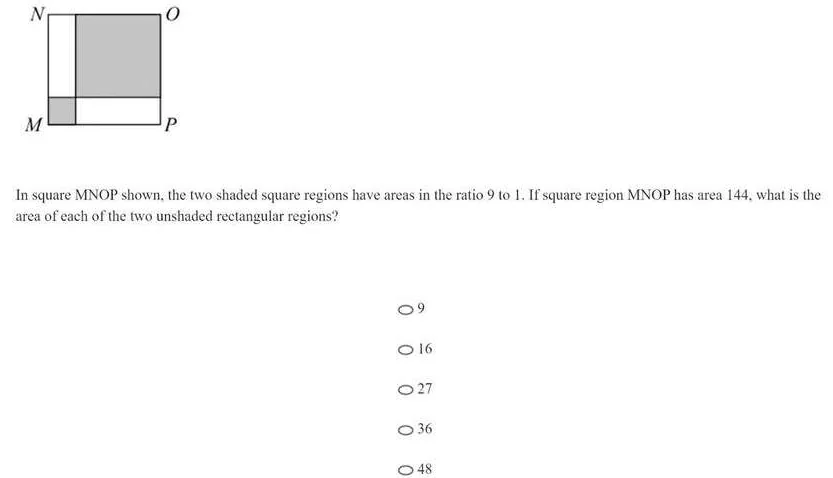 N
O
M
P
In square MNOP shown, the two shaded square regions have areas in the ratio 9 to 1. If square region MNOP has area 144, what is the
area of each of the two unshaded rectangular regions?
9
16
27
36
48